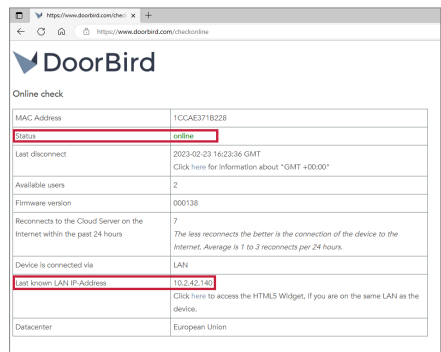 https://www.doorbird.com/chec
https://www.doorbird.com/checkonline
DoorBird
Online check
MAC Address 1CCAE371B228
Status online
Last disconnect 2023-02-23 16:23:36 GMT
Click here for information about "GMT +00:00"
Available users 2
Firmware version 000138
Reconnects to the Cloud Server on the 7
Internet within the past 24 hours The less reconnects the better is the connection of the device to the
Internet. Average is 1 to 3 reconnects per 24 hours.
Device is connected via LAN
Last known LAN IP-Address 10.2.42.140
Click here to access the HTML5 Widget, if you are on the same LAN as the
device.
Datacenter European Union